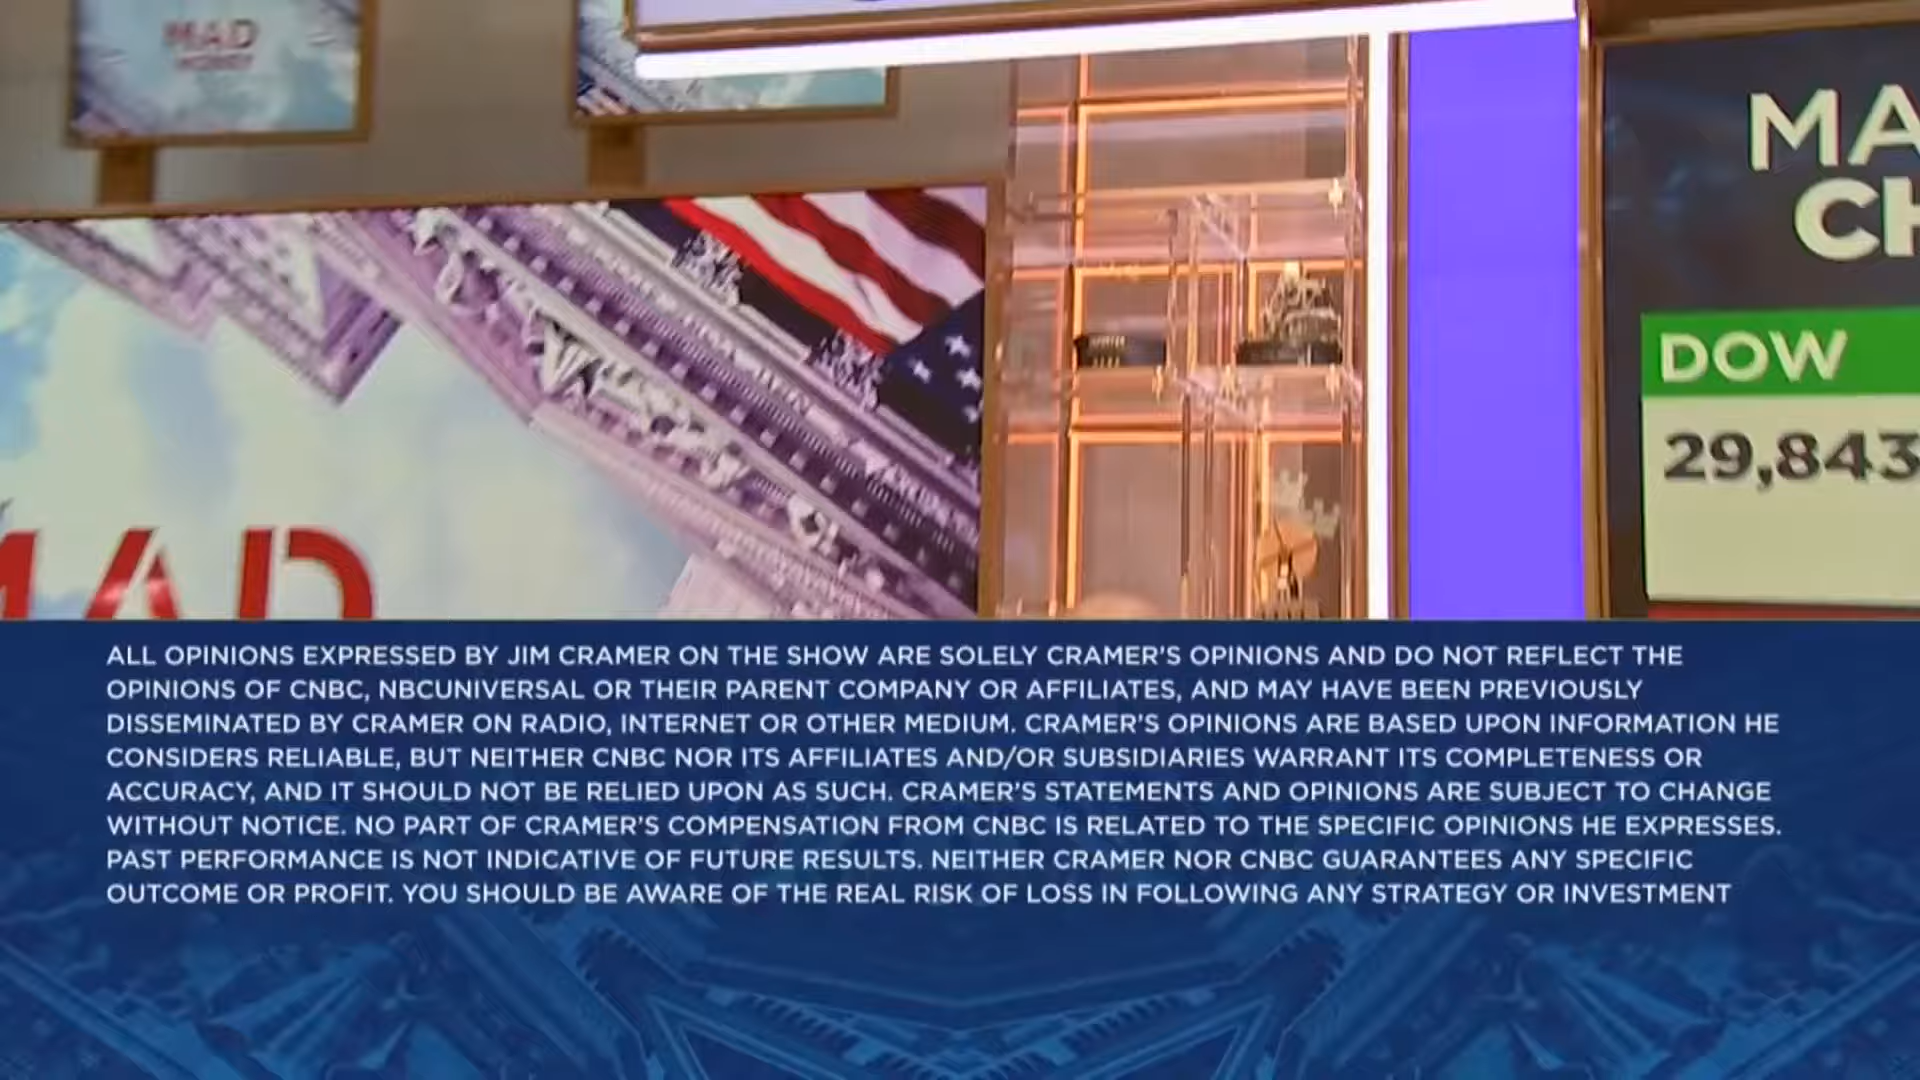 MAD
MONEY
MA
CH
DOW
29,843
MAD
ALL OPINIONS EXPRESSED BY JIM CRAMER ON THE SHOW ARE SOLELY CRAMER'S OPINIONS AND DO NOT REFLECT THE
OPINIONS OF CNBC, NBCUNIVERSAL OR THEIR PARENT COMPANY OR AFFILIATES, AND MAY HAVE BEEN PREVIOUSLY
DISSEMINATED BY CRAMER ON RADIO, INTERNET OR OTHER MEDIUM. CRAMER'S OPINIONS ARE BASED UPON INFORMATION HE
CONSIDERS RELIABLE, BUT NEITHER CNBC NOR ITS AFFILIATES AND/OR SUBSIDIARIES WARRANT ITS COMPLETENESS OR
ACCURACY, AND IT SHOULD NOT BE RELIED UPON AS SUCH. CRAMER'S STATEMENTS AND OPINIONS ARE SUBJECT TO CHANGE
WITHOUT NOTICE. NO PART OF CRAMER'S COMPENSATION FROM CNBC IS RELATED TO THE SPECIFIC OPINIONS HE EXPRESSES.
PAST PERFORMANCE IS NOT INDICATIVE OF FUTURE RESULTS. NEITHER CRAMER NOR CNBC GUARANTEES ANY SPECIFIC
OUTCOME OR PROFIT. YOU SHOULD BE AWARE OF THE REAL RISK OF LOSS IN FOLLOWING ANY STRATEGY OR INVESTMENT